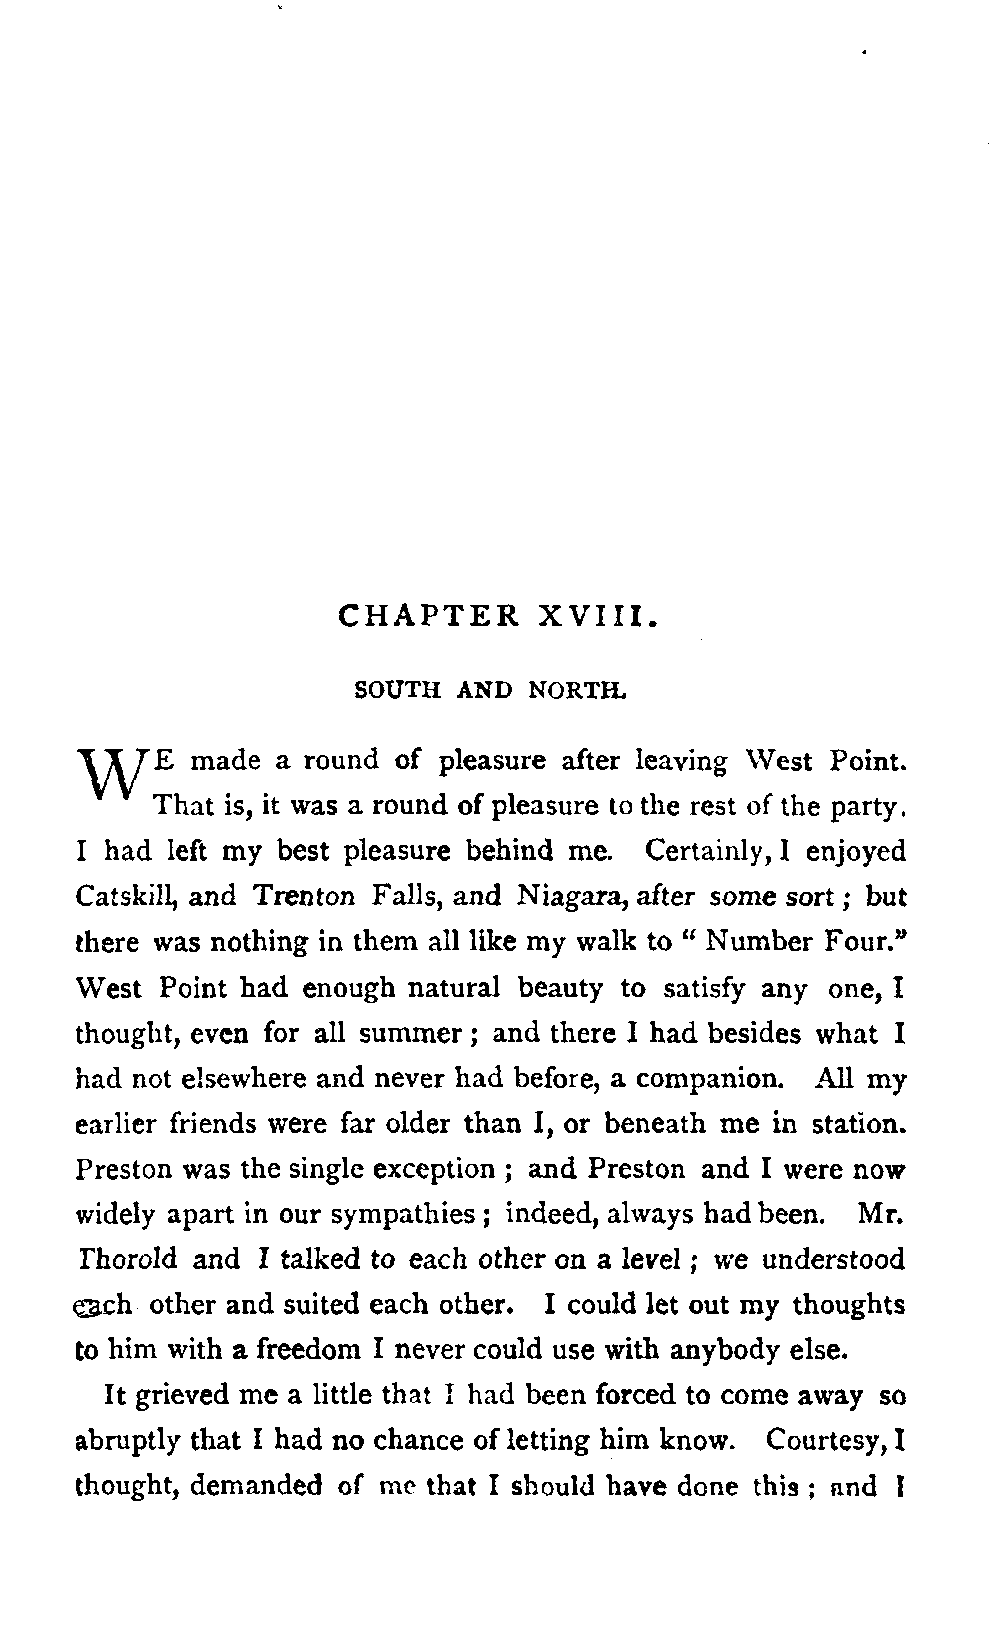 CHAPTER XVIII.
SOUTH AND NORTH.
WE made a round of pleasure after leaving West Point.
That is, it was a round of pleasure to the rest of the party.
I had left my best pleasure behind me. Certainly, I enjoyed
Catskill, and Trenton Falls, and Niagara, after some sort ; but
there was nothing in them all like my walk to “ Number Four.”
West Point had enough natural beauty to satisfy any one, I
thought, even for all summer ; and there I had besides what I
had not elsewhere and never had before, a companion. All my
earlier friends were far older than I, or beneath me in station.
Preston was the single exception ; and Preston and I were now
widely apart in our sympathies ; indeed, always had been. Mr.
Thorold and I talked to each other on a level ; we understood
each other and suited each other. I could let out my thoughts
to him with a freedom I never could use with anybody else.
It grieved me a little that I had been forced to come away so
abruptly that I had no chance of letting him know. Courtesy, I
thought, demanded of me that I should have done this ; and I